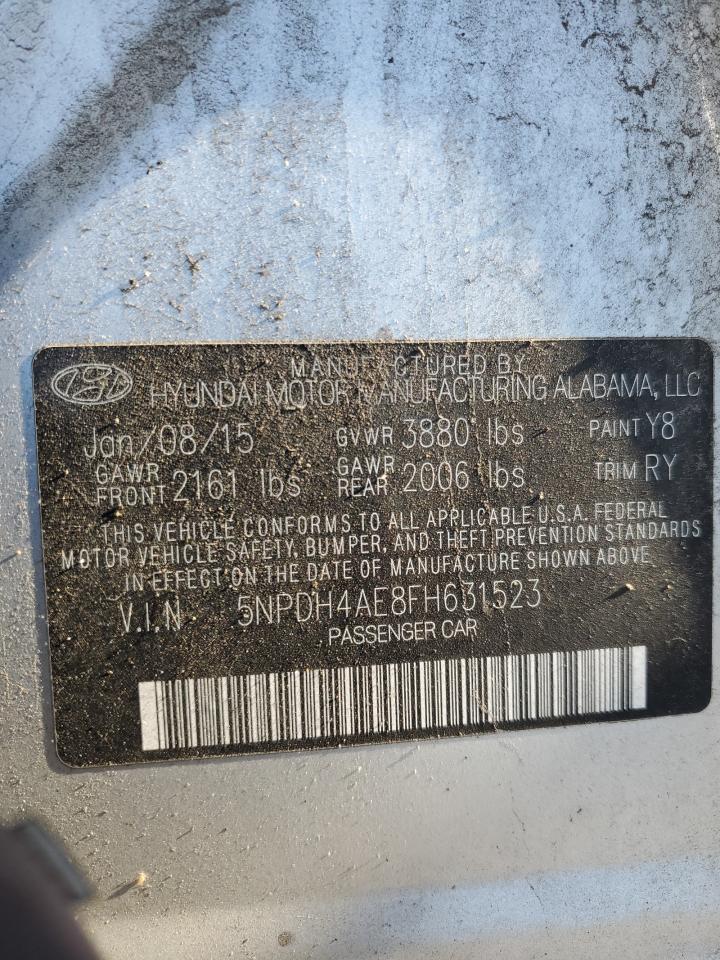 MANUFACTURED BY
HYUNDAI MOTOR MANUFACTURING ALABAMA, LLC
Jan/08/15 GVWR 3880 lbs PAINT Y8
GAWR FRONT 2161 lbs GAWR REAR 2006 lbs TRIM RY
THIS VEHICLE CONFORMS TO ALL APPLICABLE U.S.A. FEDERAL
MOTOR VEHICLE SAFETY, BUMPER, AND THEFT PREVENTION STANDARDS
IN EFFECT ON THE DATE OF MANUFACTURE SHOWN ABOVE
V.I.N 5NPDH4AE8FH631523
PASSENGER CAR